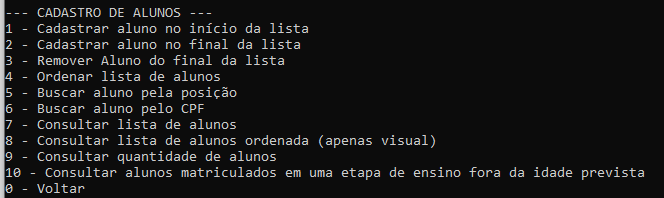 --- CADASTRO DE ALUNOS ---
1 - Cadastrar aluno no início da lista
2 - Cadastrar aluno no final da lista
3 - Remover Aluno do final da lista
4 - Ordenar lista de alunos
5 - Buscar aluno pela posição
6 - Buscar aluno pelo CPF
7 - Consultar lista de alunos
8 - Consultar lista de alunos ordenada (apenas visual)
9 - Consultar quantidade de alunos
10 - Consultar alunos matriculados em uma etapa de ensino fora da idade prevista
0 - Voltar